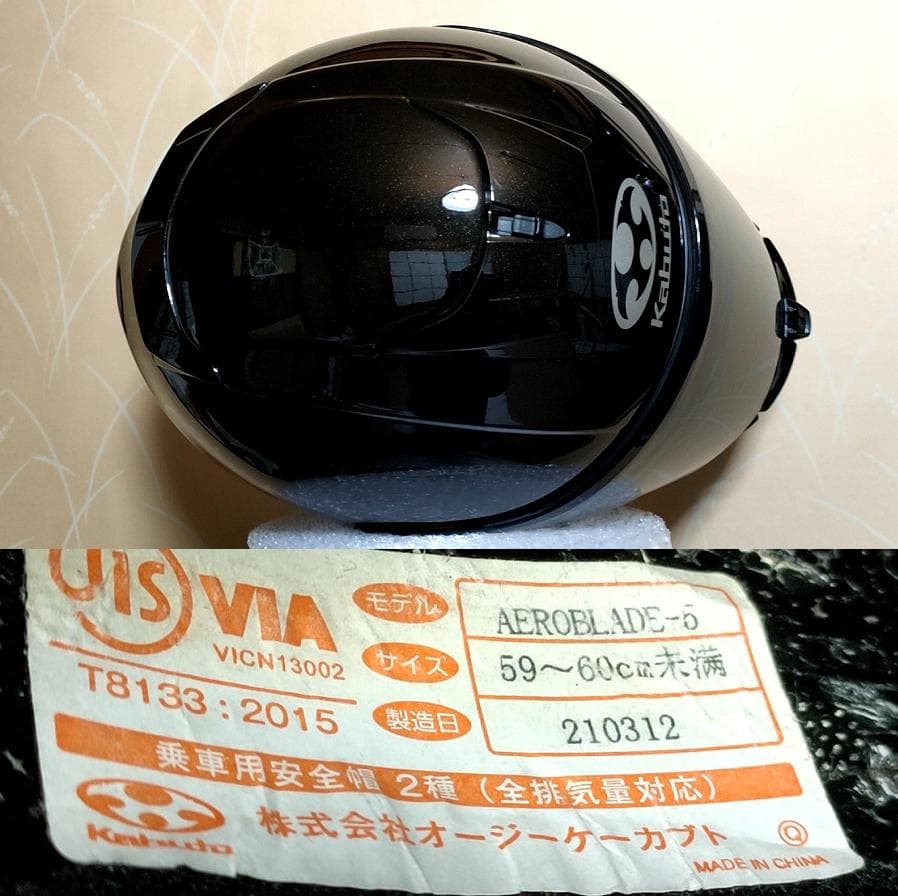 Kabuto
JIS VIA
VICN13002
T8133:2015
モデル AEROBLADE-5
サイズ 59～60cm未満
製造日 210312
乗車用安全帽 2種（全排気量対応）
Kabuto 株式会社オージーケーカブト Q
MADE IN CHINA